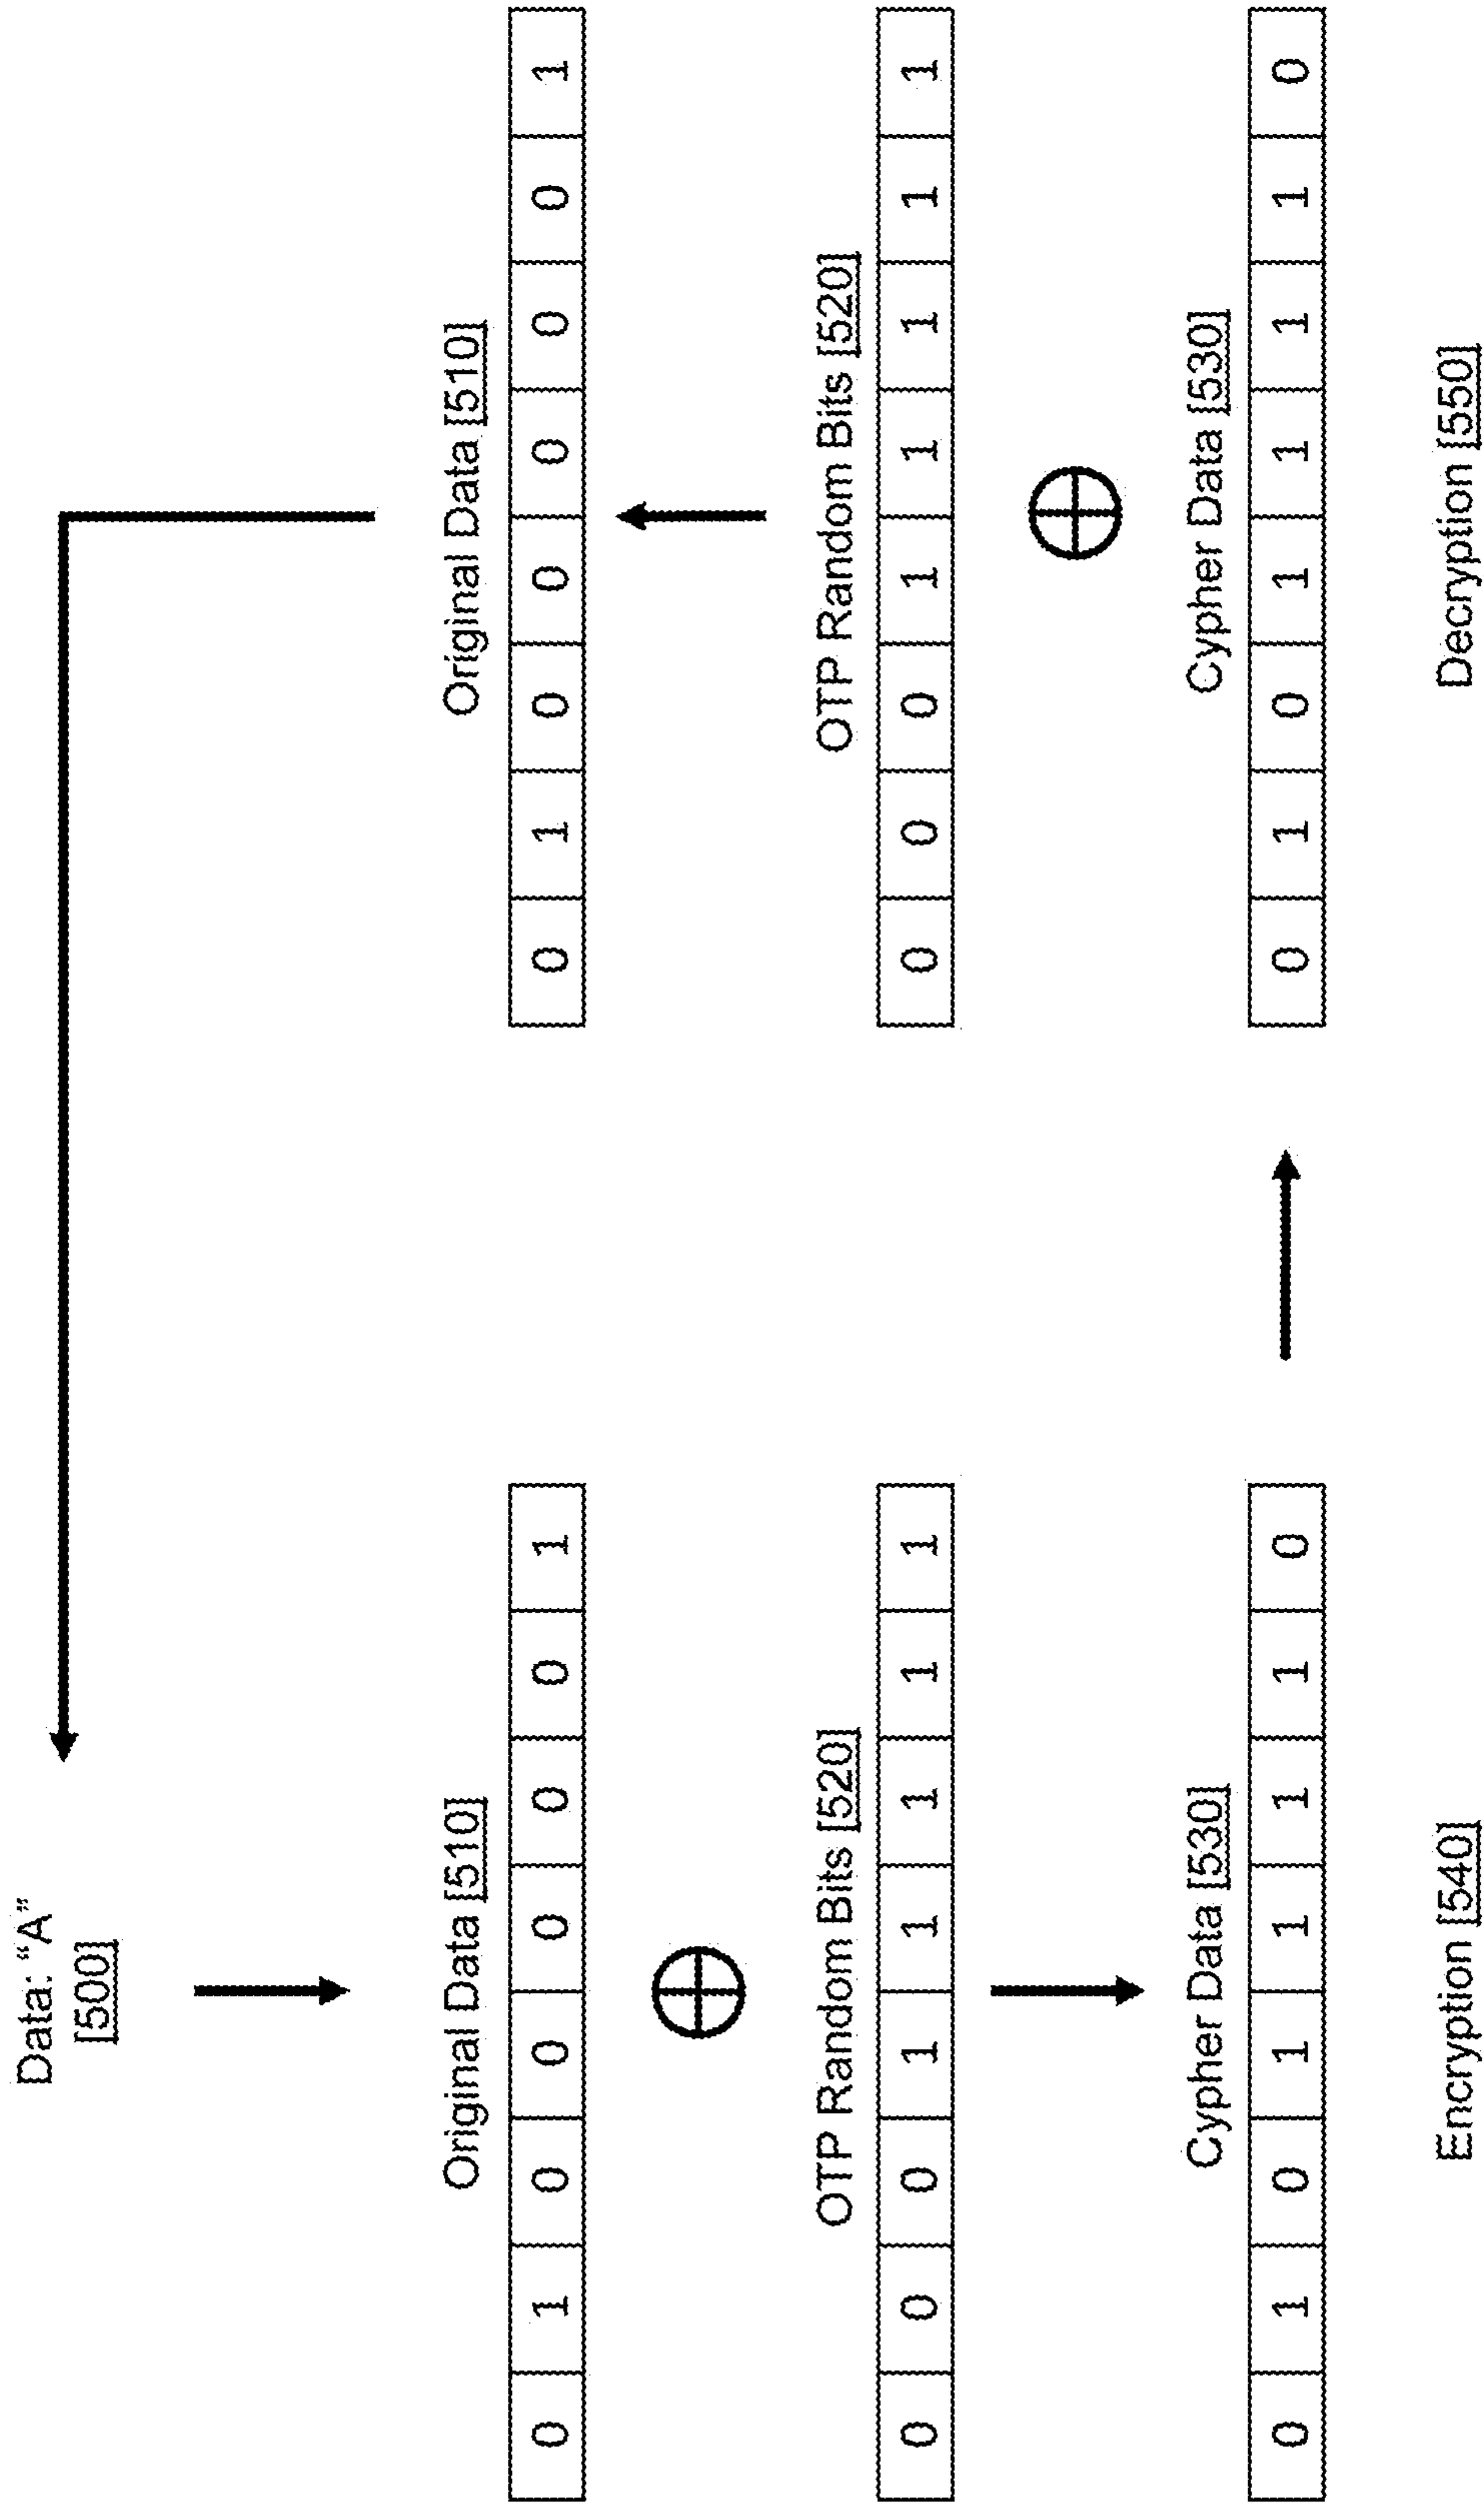 Data: “A”
[500]
Original Data [510]
0 1 0 0 0 0 0 1
OTP Random Bits [520]
0 0 0 1 1 1 1 1
Cypher Data [530]
0 1 0 1 1 1 1 0
Encryption [540]
Original Data [510]
0 1 0 0 0 0 0 1
OTP Random Bits [520]
0 0 0 1 1 1 1 1
Cypher Data [530]
0 1 0 1 1 1 1 0
Decryption [550]